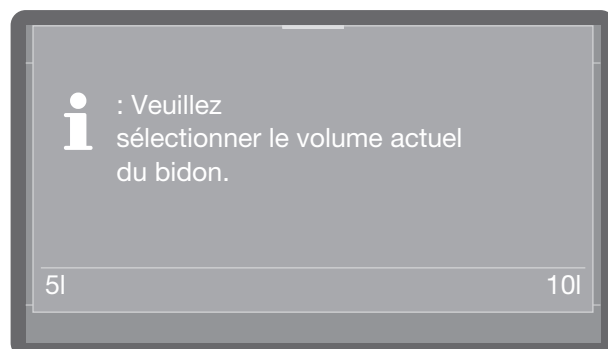 : Veuillez
sélectionner le volume actuel
du bidon.
5l
10l